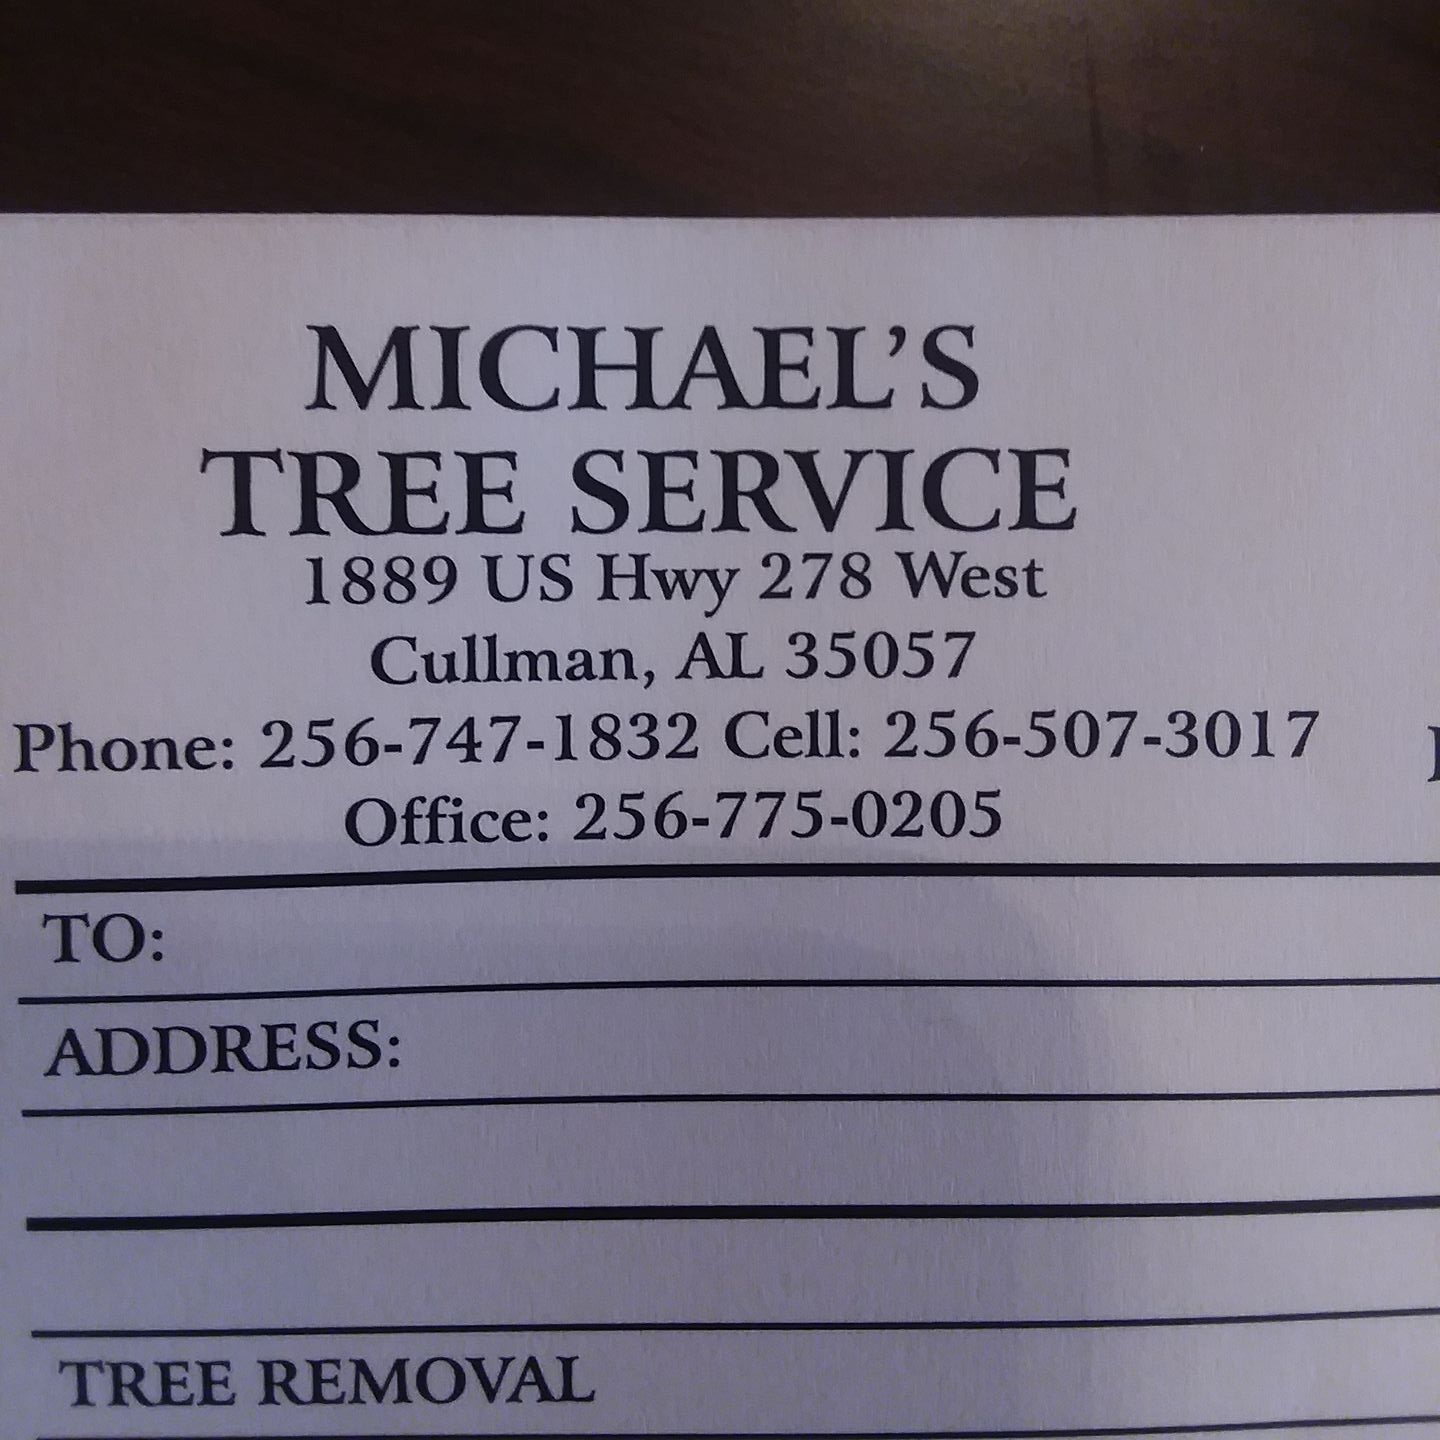 MICHAEL’S
TREE SERVICE
1889 US Hwy 278 West
Cullman, AL 35057
Phone: 256-747-1832 Cell: 256-507-3017
Office: 256-775-0205
TO:
ADDRESS:
TREE REMOVAL